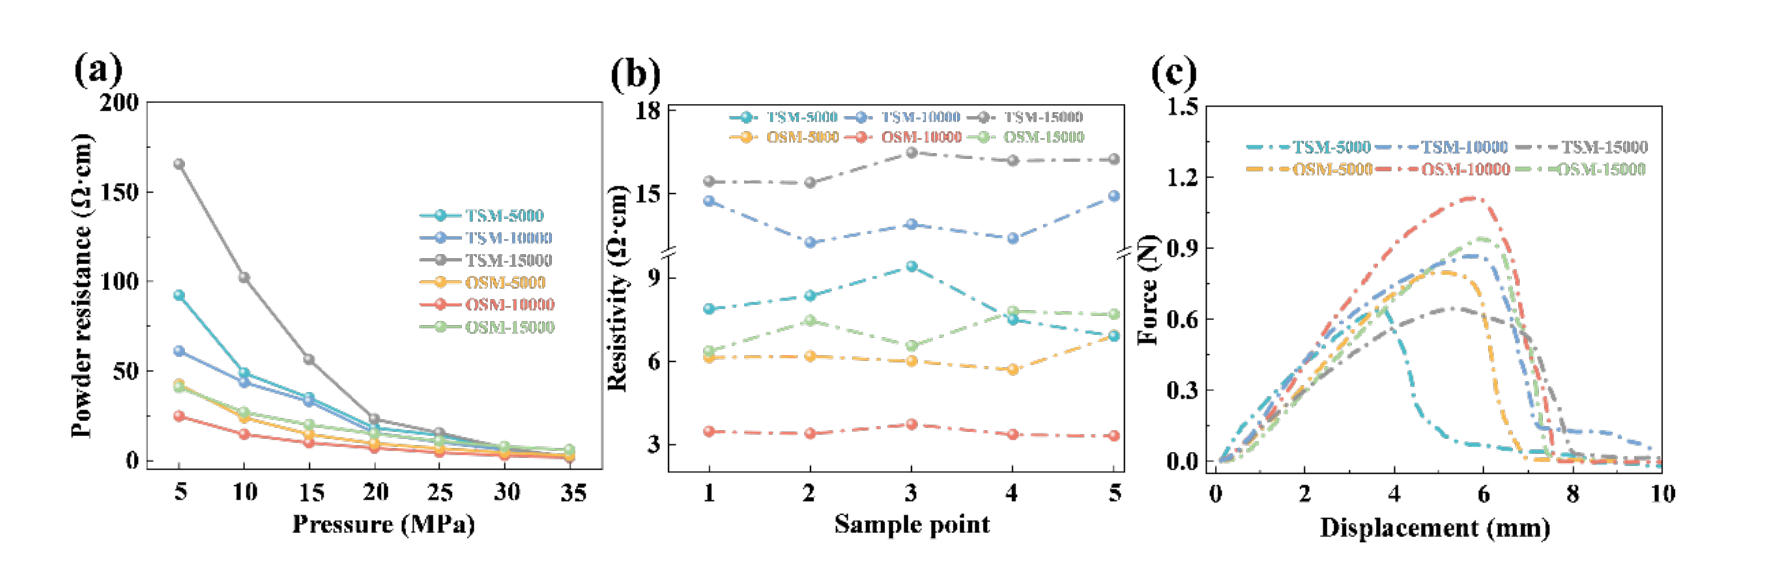 (a)
200
150
100
50
0
5 10 15 20 25 30 35
Powder resistance (Ω·cm)
Pressure (MPa)
TSM-5000
TSM-10000
TSM-15000
OSM-5000
OSM-10000
OSM-15000
(b)
18
15
9
6
3
1 2 3 4 5
Resistivity (Ω·cm)
Sample point
TSM-5000 TSM-10000 TSM-15000
OSM-5000 OSM-10000 OSM-15000
(c)
1.5
1.2
0.9
0.6
0.3
0.0
0 2 4 6 8 10
Force (N)
Displacement (mm)
TSM-5000 TSM-10000 TSM-15000
OSM-5000 OSM-10000 OSM-15000